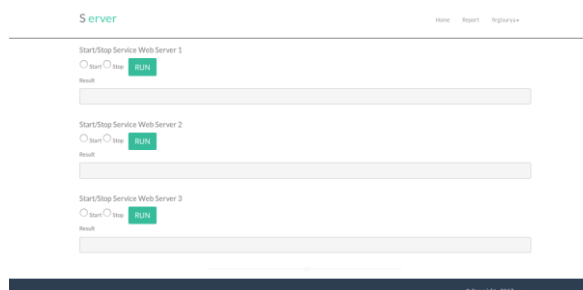 S erver
Home Report
Start/Stop Service Web Server 1
Start Stop RUN
Result
Start/Stop Service Web Server 2
Start Stop RUN
Result
Start/Stop Service Web Server 3
Start Stop RUN
Result